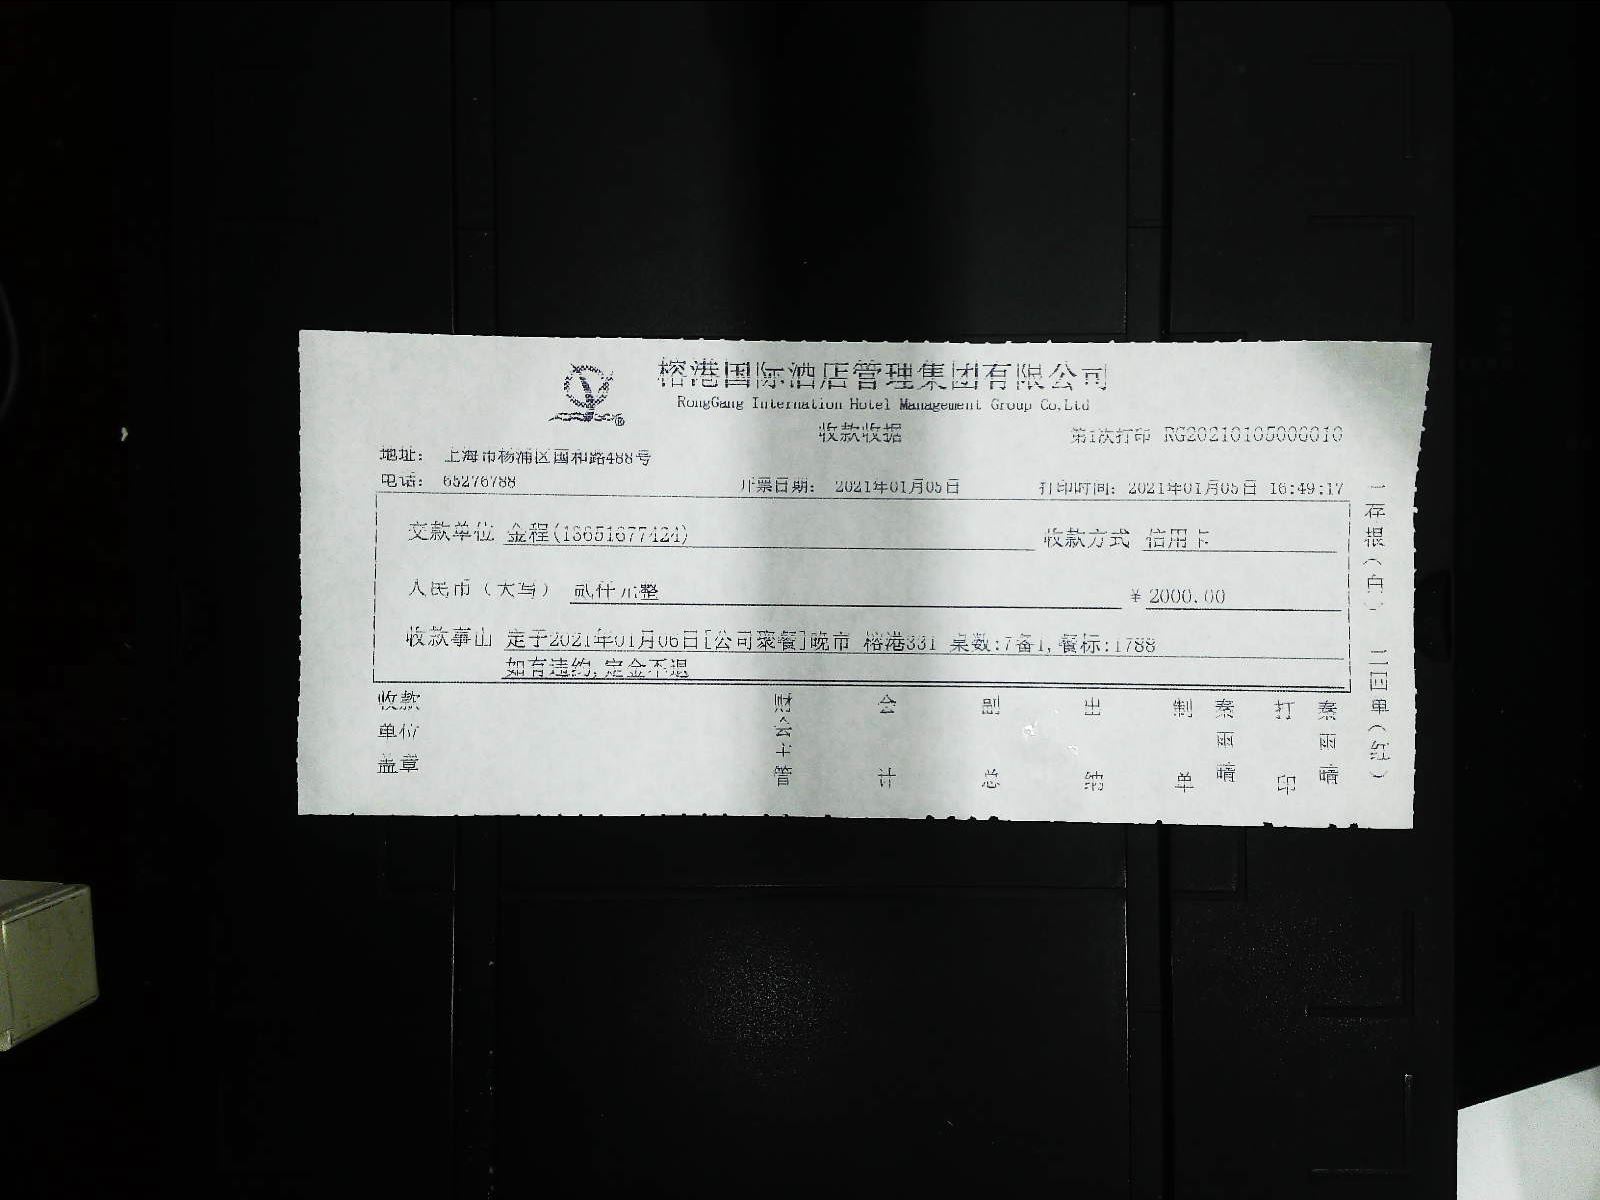 榕港国际酒店管理集团有限公司
RongGang Internation Hotel Management Group Co,Ltd
收款收据
第1次打印 RG20210105006010
地址： 上海市杨浦区国和路488号
电话： 65276788
开票日期： 2021年01月05日
打印时间：2021年01月05日 16:49:17
交款单位 金程(13651677424)
收款方式 信用卡
人民币（大写） 贰仟元整
¥ 2000.00
收款事由 定于2021年01月06日[公司聚餐]晚市 榕港331 桌数:7备1,餐标:1788
如有违约,定金不退
收款单位盖章
财会主管
会计
副总
出纳
制单
秦雨晴
打印
秦雨晴
一存根（白） 二回单（红）